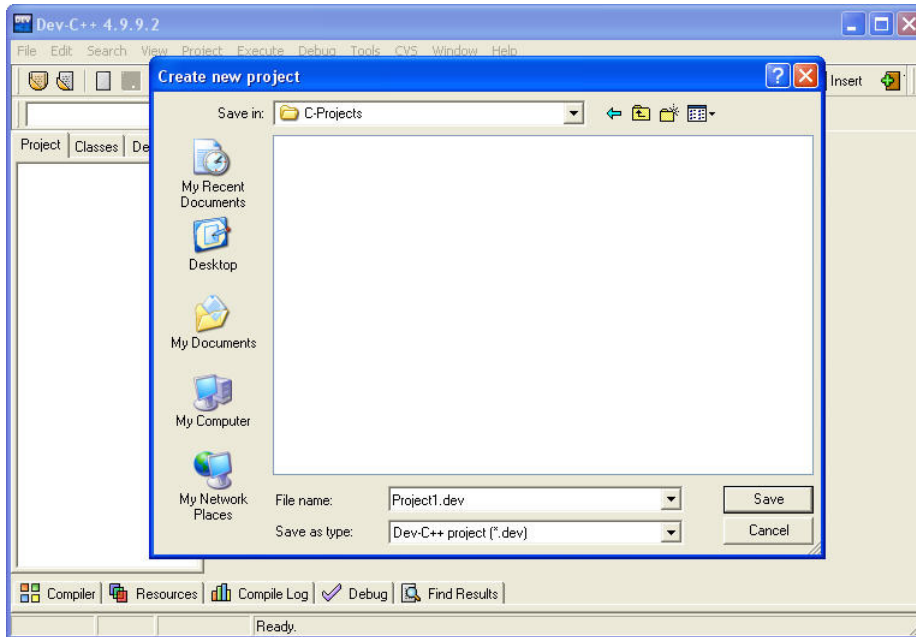 Dev-C++ 4.9.9.2
File Edit Search View Project Execute Debug Tools CVS Window Help
Create new project
Insert
Save in: C-Projects
Project Classes De
My Recent
Documents
Desktop
My Documents
My Computer
My Network
Places
File name: Project1.dev Save
Save as type: Dev-C++ project (*.dev) Cancel
Compiler Resources Compile Log Debug Find Results
Ready.